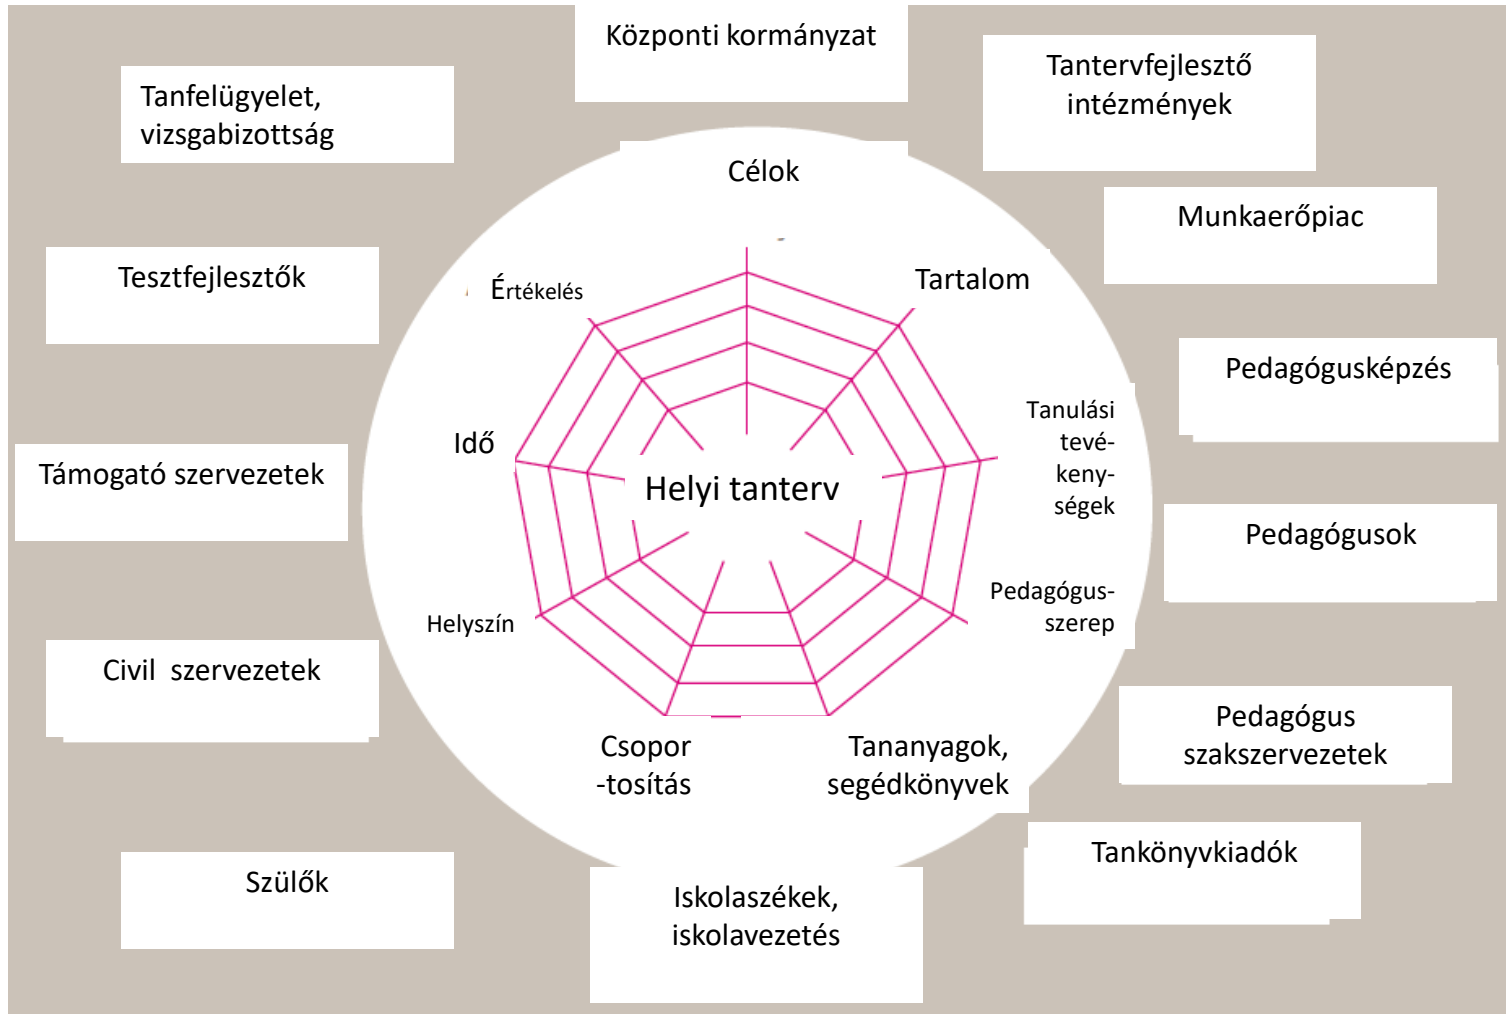 Központi kormányzat
Tantervfejlesztő
intézmények
Tanfelügyelet,
vizsgabizottság
Célok
Munkaerőpiac
Tesztfejlesztők
Értékelés
Tartalom
Pedagógusképzés
Tanulási
tevé-
keny-
ségek
Idő
Támogató szervezetek
Helyi tanterv
Pedagógusok
Pedagógus-
szerep
Helyszín
Civil szervezetek
Pedagógus
szakszervezetek
Csopor
-tosítás
Tananyagok,
segédkönyvek
Tankönyvkiadók
Szülők
Iskolaszékek,
iskolavezetés